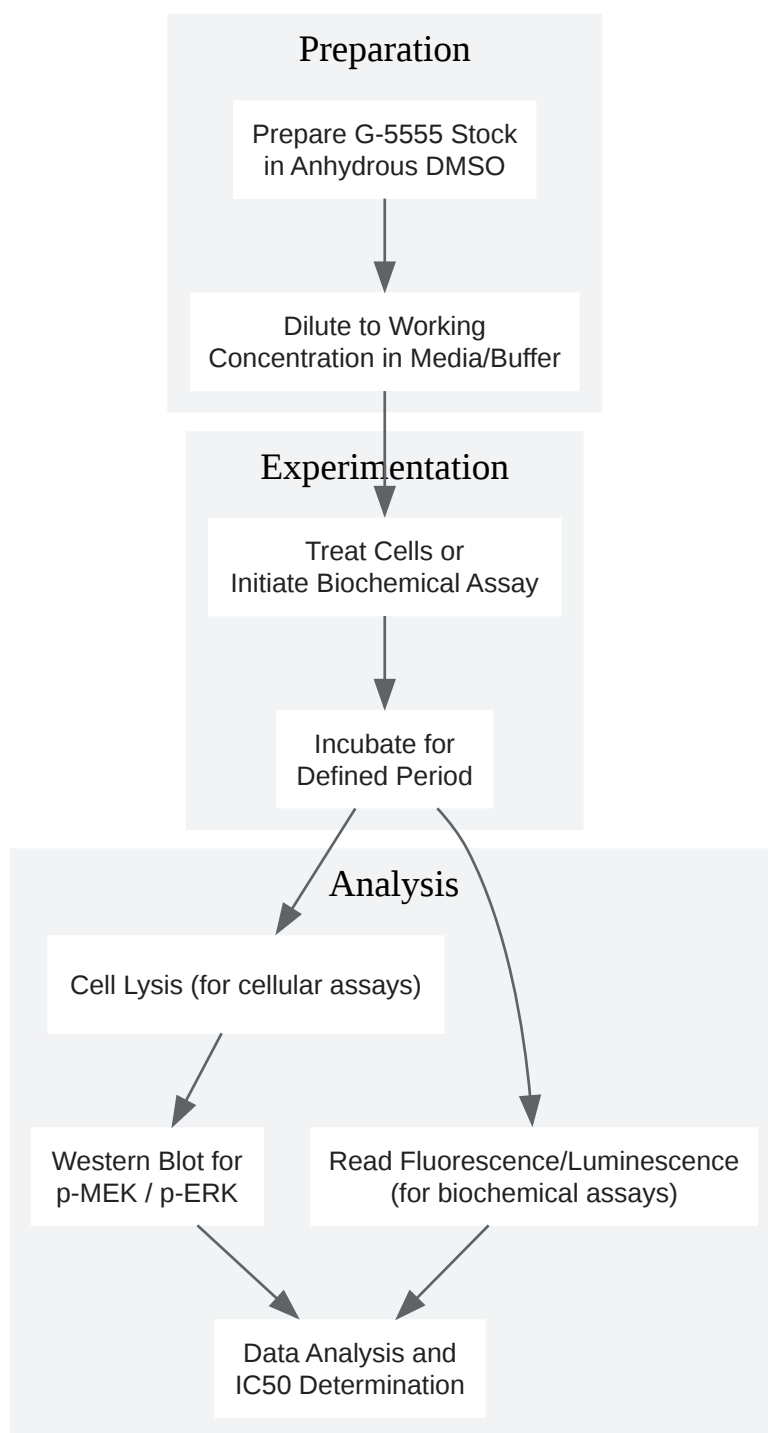 Preparation
Prepare G-5555 Stock
in Anhydrous DMSO
Dilute to Working
Concentration in Media/Buffer
Experimentation
Treat Cells or
Initiate Biochemical Assay
Incubate for
Defined Period
Analysis
Cell Lysis (for cellular assays)
Western Blot for
p-MEK / p-ERK
Read Fluorescence/Luminescence
(for biochemical assays)
Data Analysis and
IC50 Determination